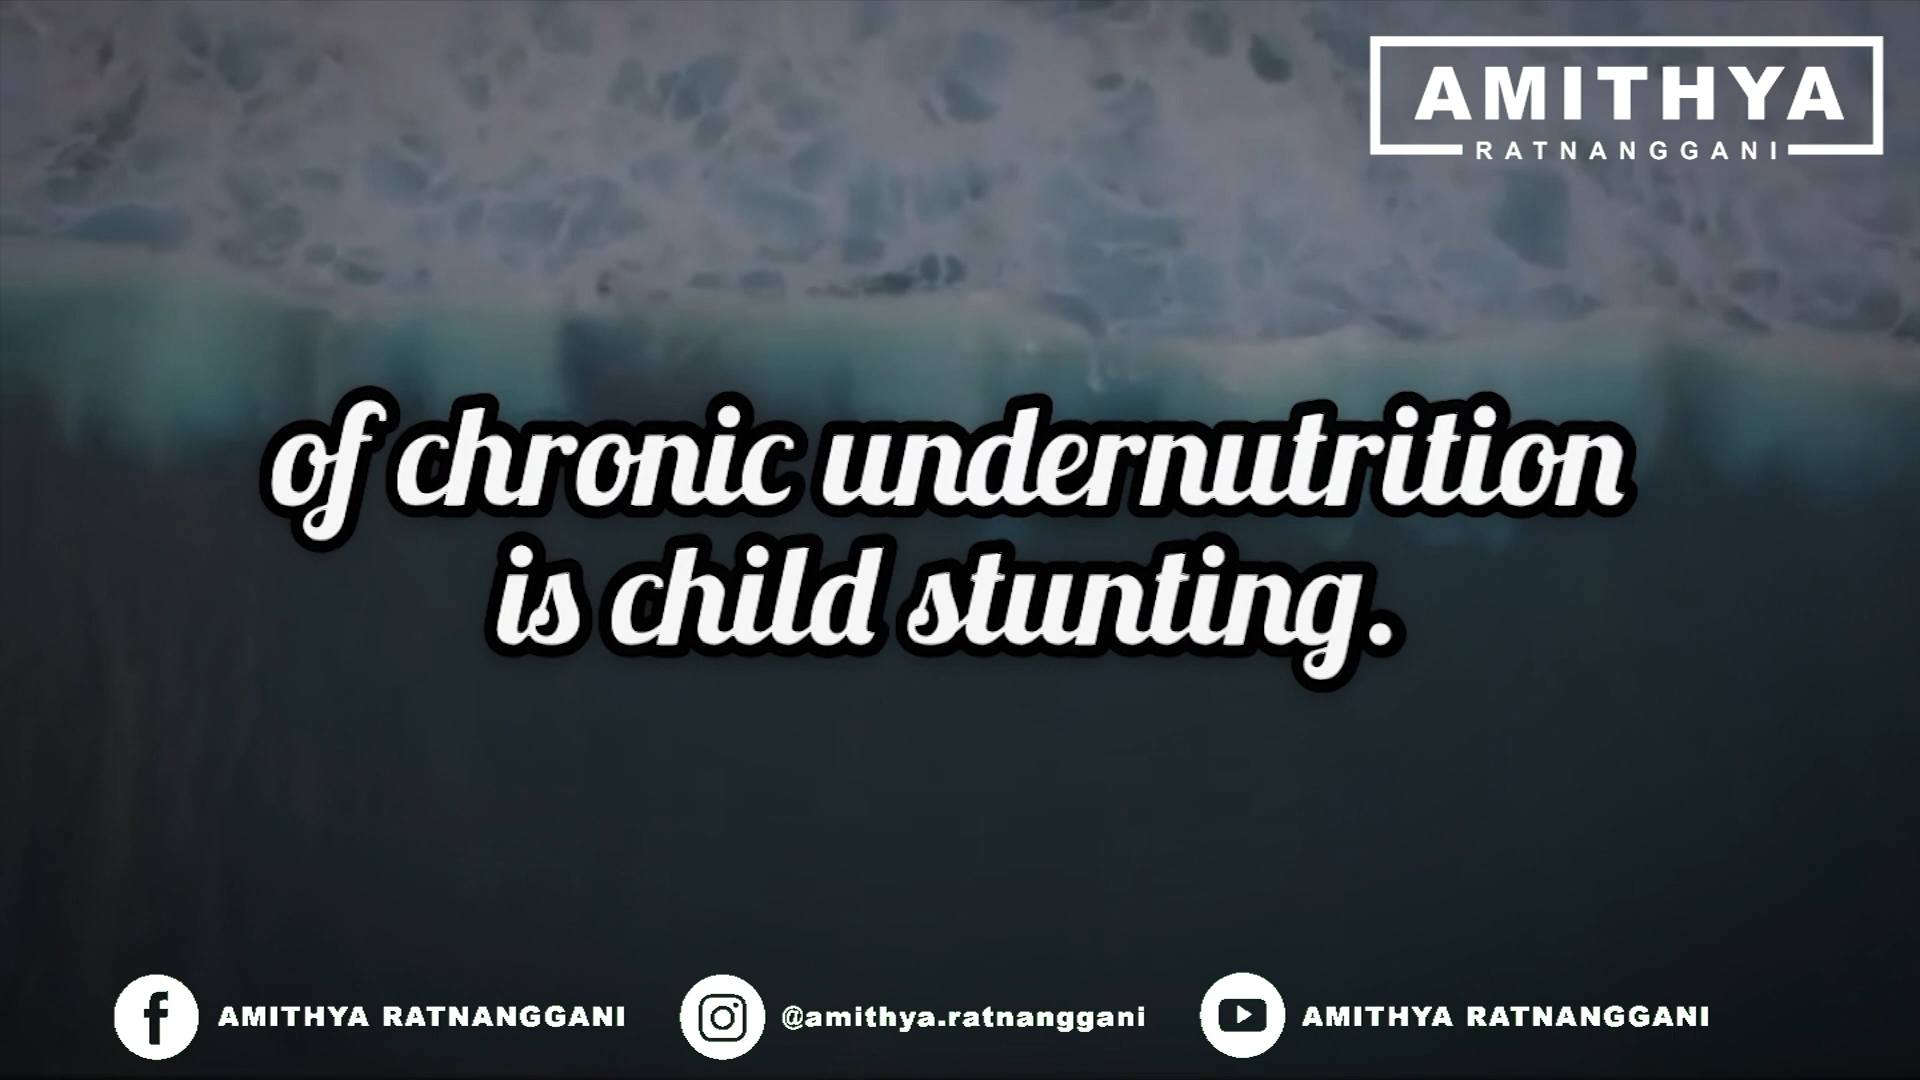 AMITHYA
RATNANGGANI
of chronic undernutrition
is child stunting.
AMITHYA RATNANGGANI
@amithya.ratnanggani
AMITHYA RATNANGGANI